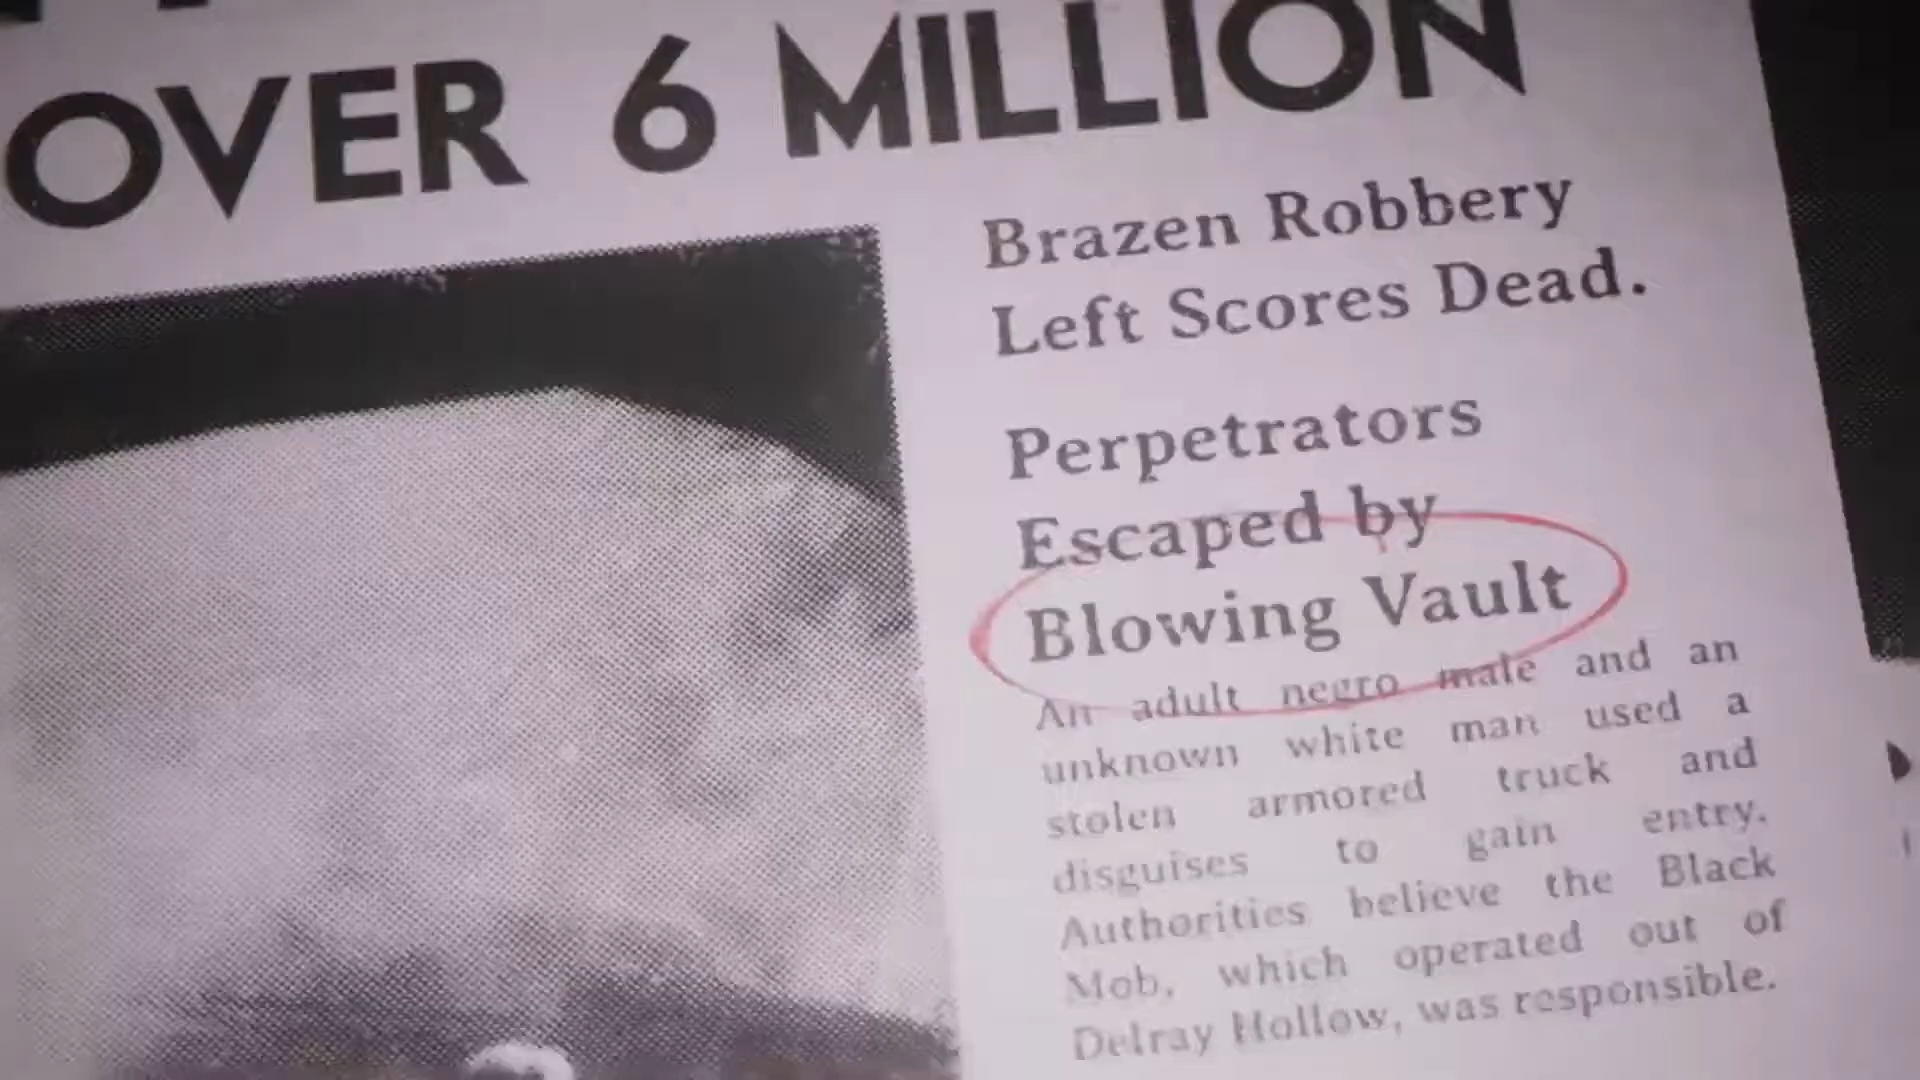 OVER 6 MILLION
Brazen Robbery
Left Scores Dead.
Perpetrators
Escaped by
Blowing Vault
An adult negro male and an
unknown white man used a
stolen armored truck and
disguises to gain entry.
Authorities believe the Black
Mob, which operated out of
Delray Hollow, was responsible.